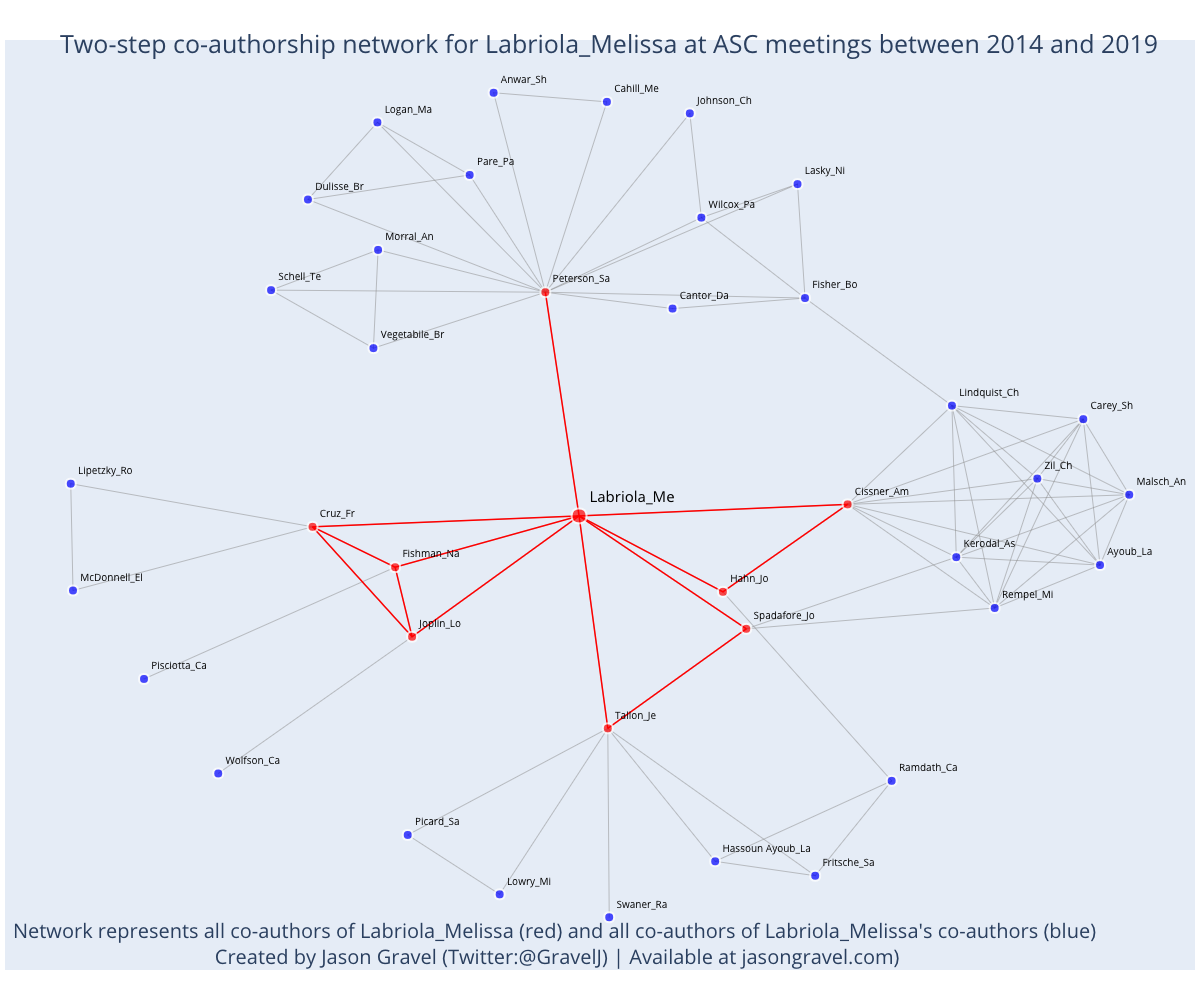 Two-step co-authorship network for Labriola_Melissa at ASC meetings between 2014 and 2019
Anwar_Sh
Cahill_Me
Johnson_Ch
Logan_Ma
Pare_Pa
Lasky_Ni
Dulisse_Br
Wilcox_Pa
Morral_An
Schell_Te
Peterson_Sa
Fisher_Bo
Cantor_Da
Vegetabile_Br
Lindquist_Ch
Carey_Sh
Lipetzky_Ro
Zil_Ch
Malsch_An
Labriola_Me
Cissner_Am
Cruz_Fr
Kerodal_As
Fishman_Na
Ayoub_La
McDonnell_El
Hahn_Jo
Rempel_Mi
Joplin_Lo
Spadafore_Jo
Pisciotta_Ca
Tallon_Je
Wolfson_Ca
Ramdath_Ca
Picard_Sa
Hassoun Ayoub_La
Fritsche_Sa
Lowry_Mi
Swaner_Ra
Network represents all co-authors of Labriola_Melissa (red) and all co-authors of Labriola_Melissa's co-authors (blue)
Created by Jason Gravel (Twitter:@GravelJ) | Available at jasongravel.com)